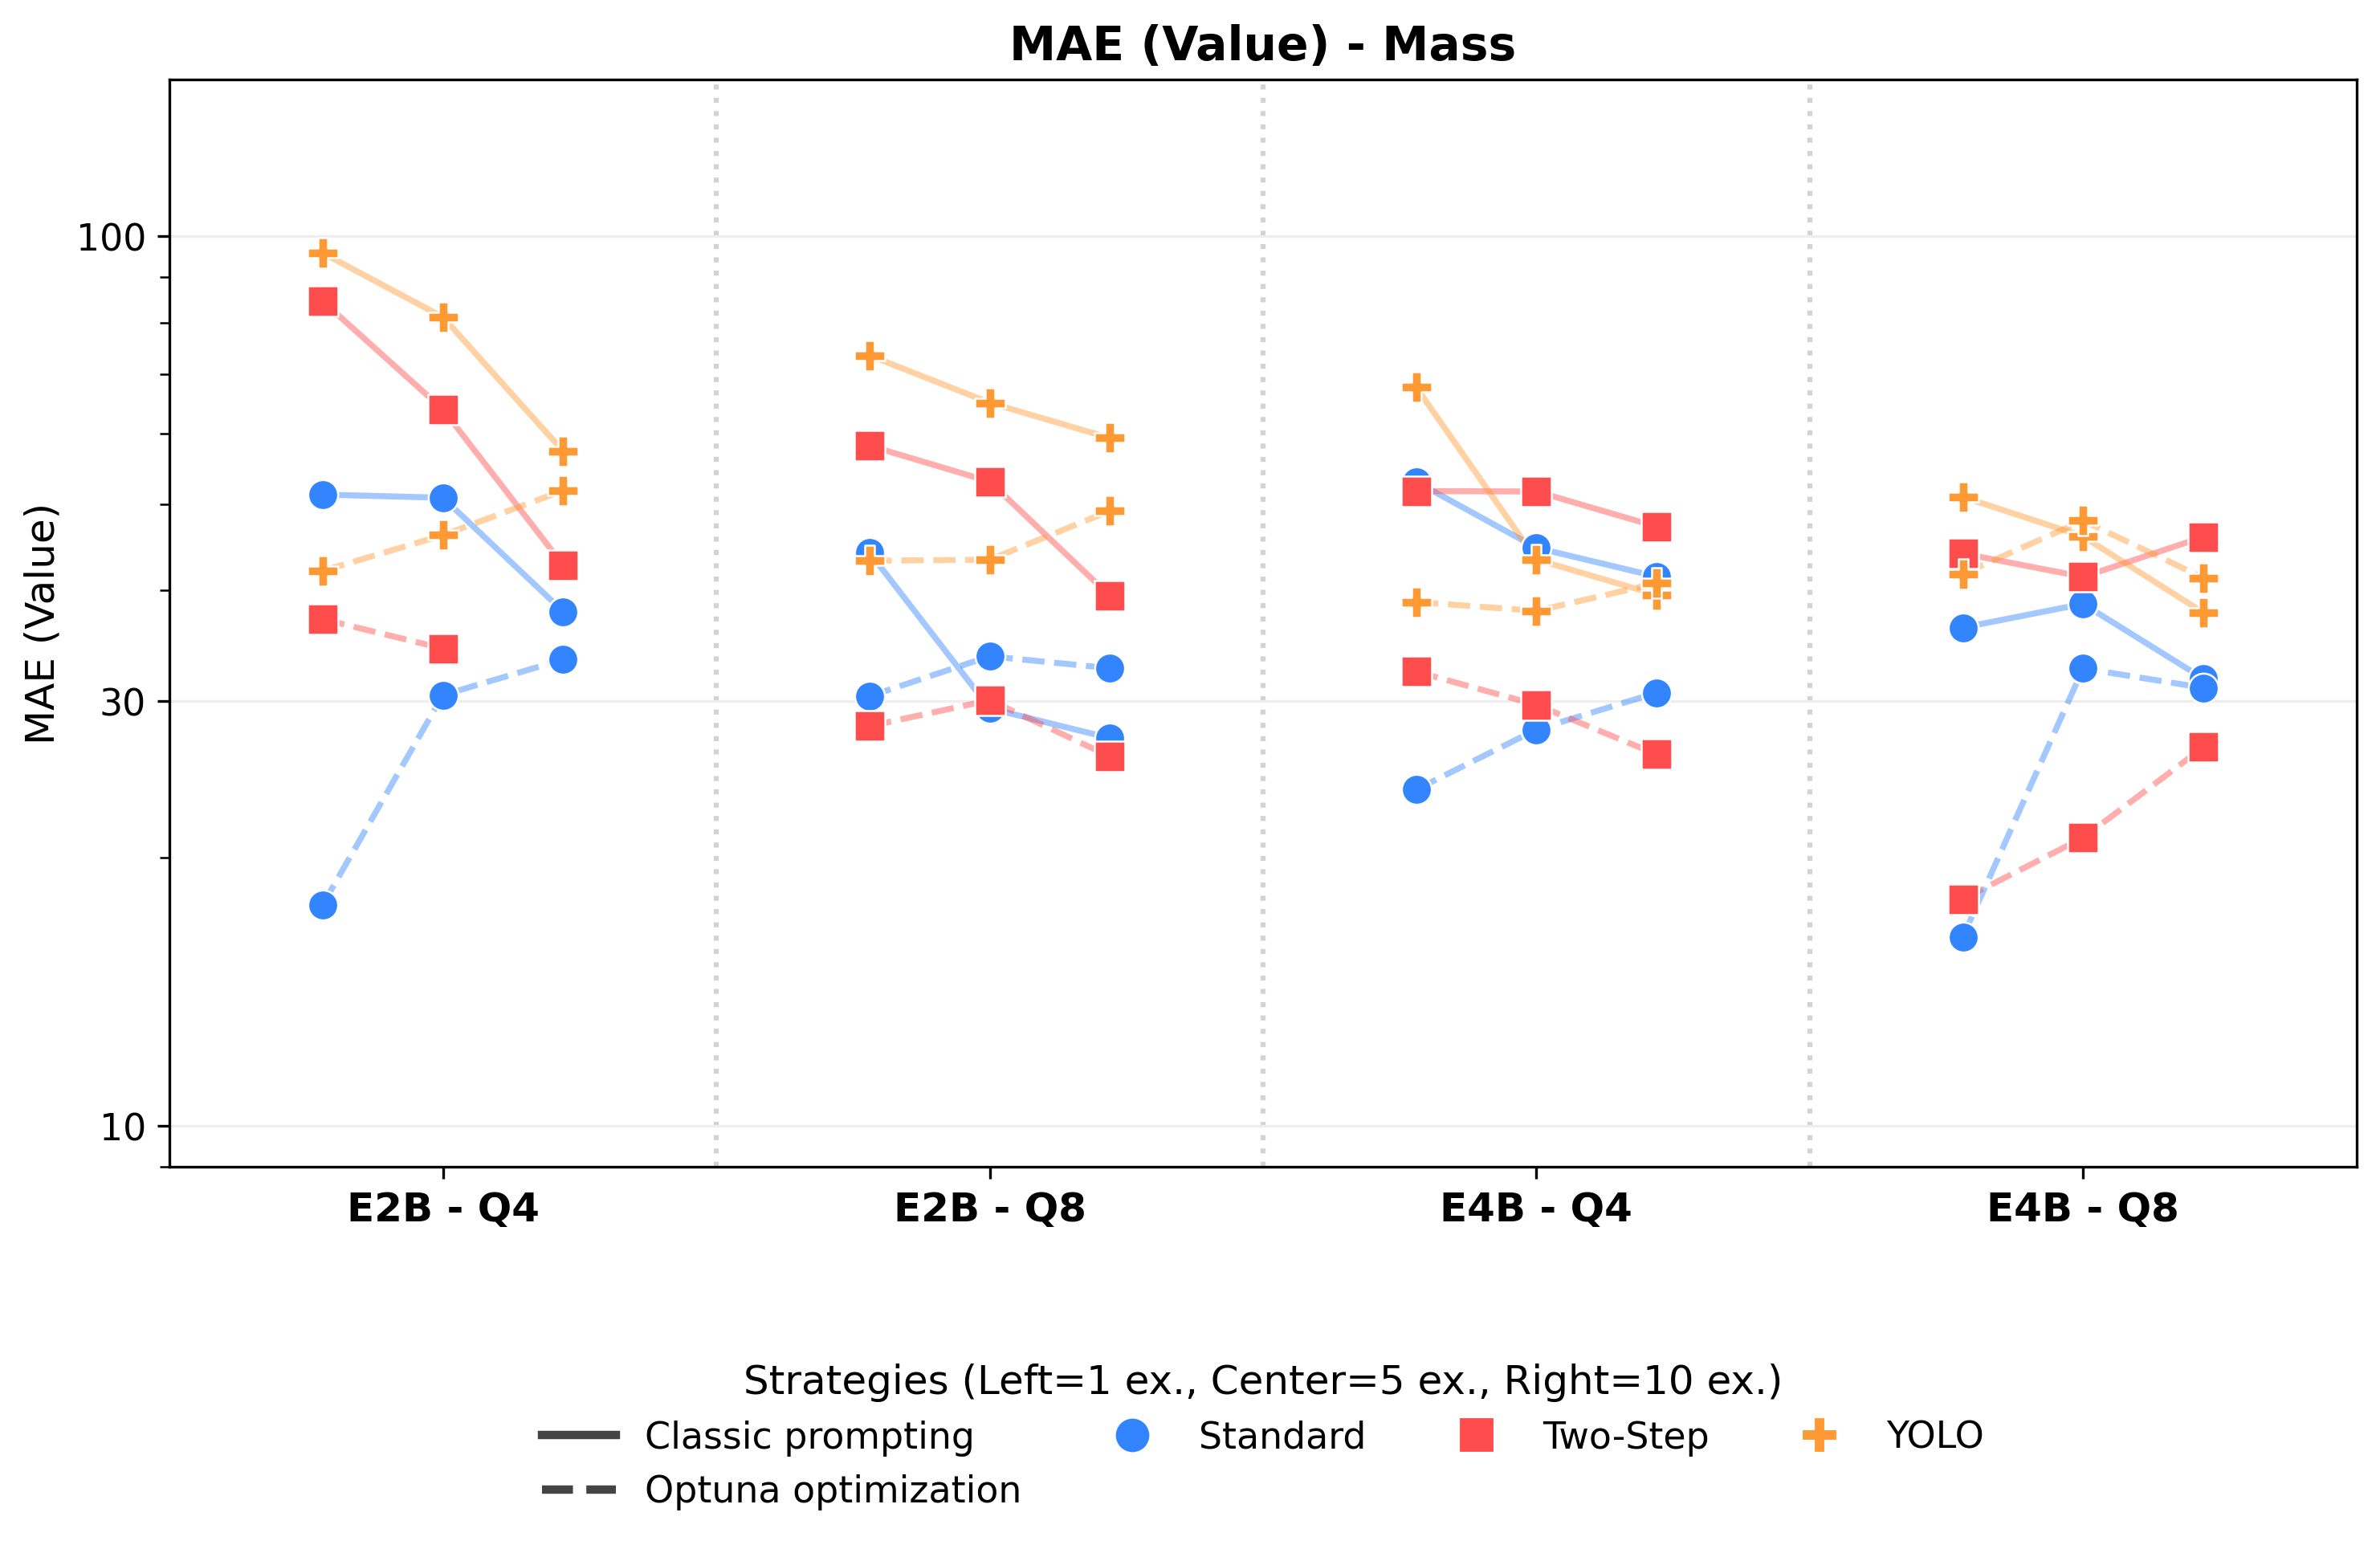 MAE (Value) - Mass
MAE (Value)
100
30
10
E2B - Q4
E2B - Q8
E4B - Q4
E4B - Q8
Strategies (Left=1 ex., Center=5 ex., Right=10 ex.)
Classic prompting
Optuna optimization
Standard
Two-Step
YOLO